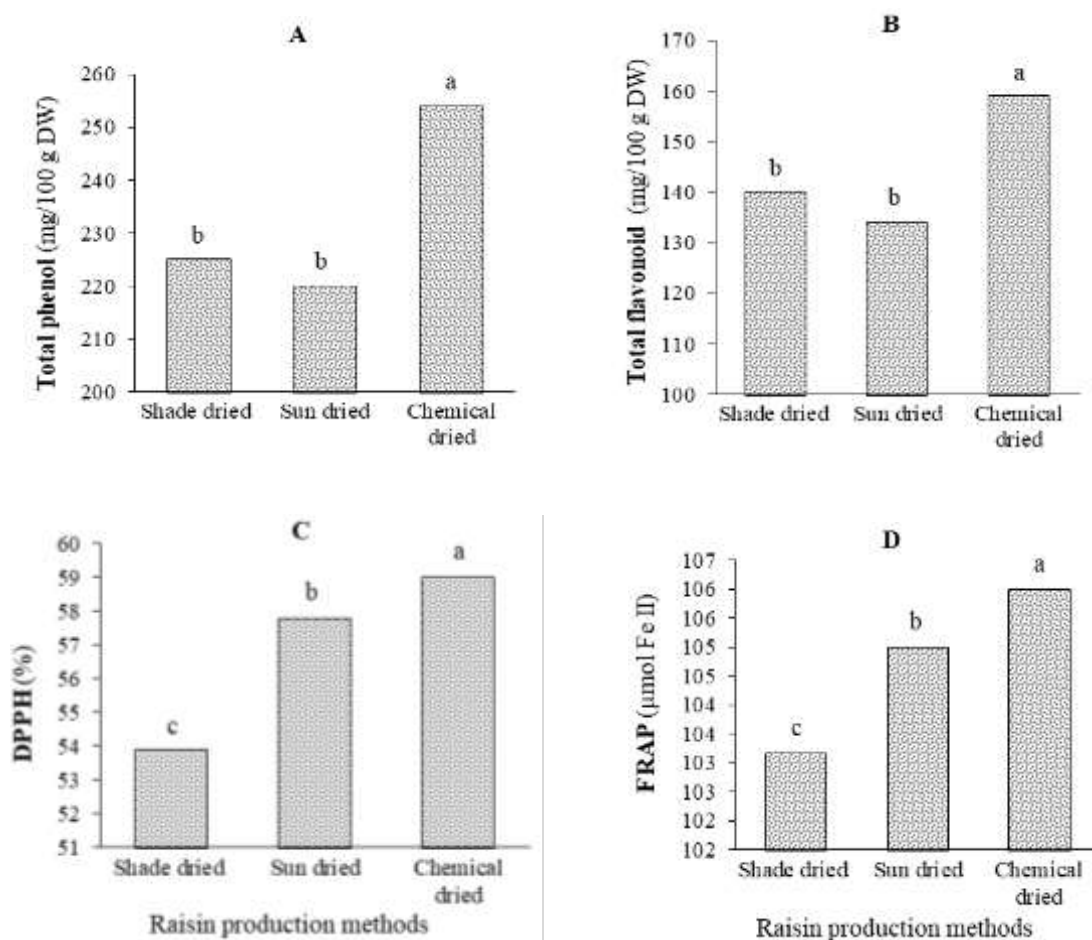 A
Total phenol (mg/100 g DW)
260
250
240
230
220
210
200
b
b
a
Shade dried
Sun dried
Chemical
dried
B
Total flavonoid (mg/100 g DW)
170
160
150
140
130
120
110
100
b
b
a
Shade dried
Sun dried
Chemical
dried
C
DPPH (%)
60
59
58
57
56
55
54
53
52
51
c
b
a
Shade dried
Sun dried
Chemical
dried
Raisin production methods
D
FRAP (µmol Fe II)
107
106
106
105
105
104
104
103
103
102
102
c
b
a
Shade dried
Sun dried
Chemical
dried
Raisin production methods